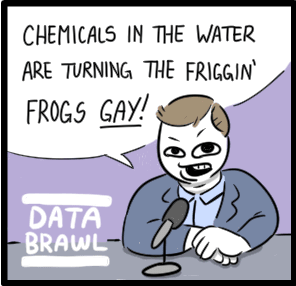 CHEMICALS IN THE WATER
ARE TURNING THE FRIGGIN'
FROGS GAY!
DATA
BRAWL